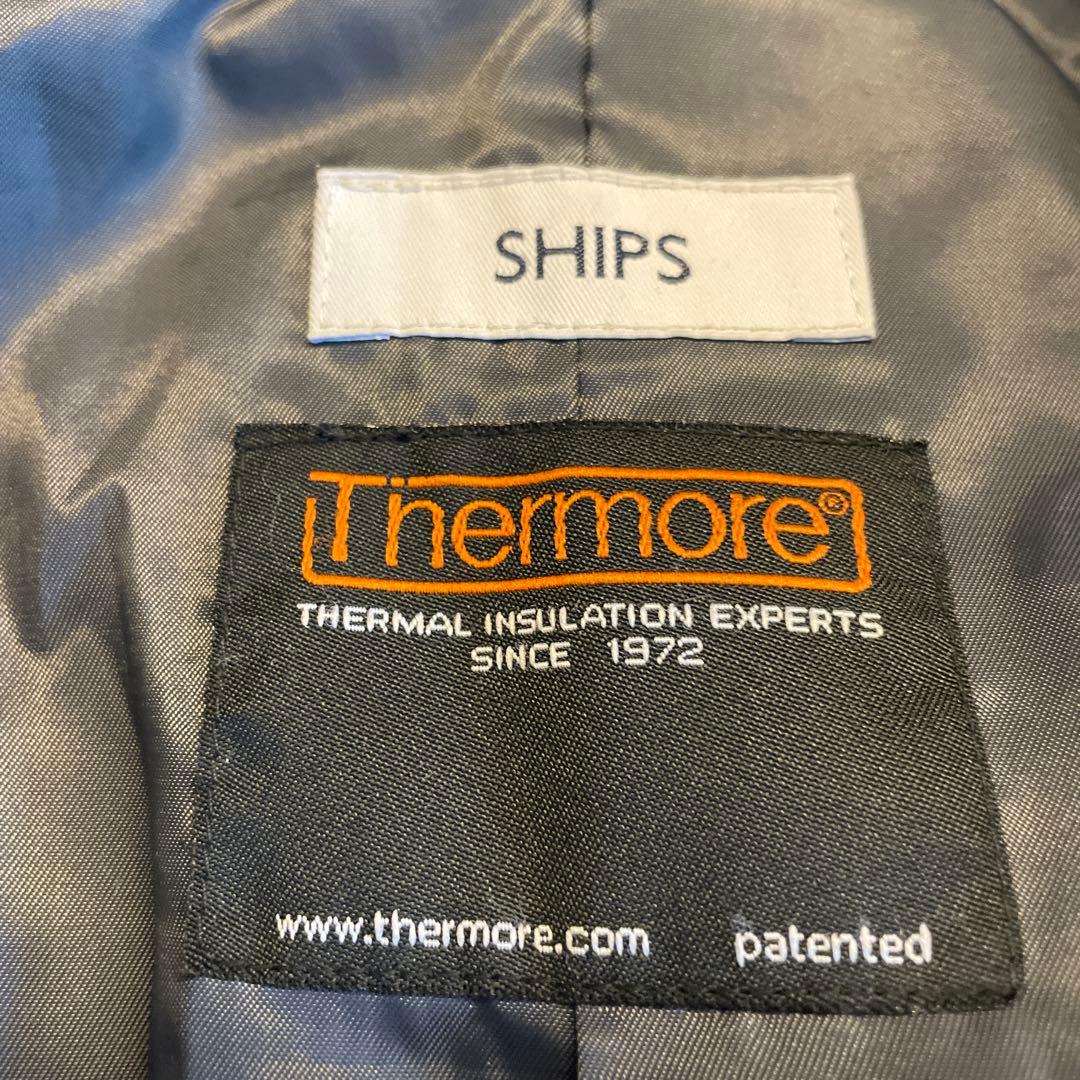 SHIPS
Thermore®
THERMAL INSULATION EXPERTS
SINCE 1972
www.thermore.com patented